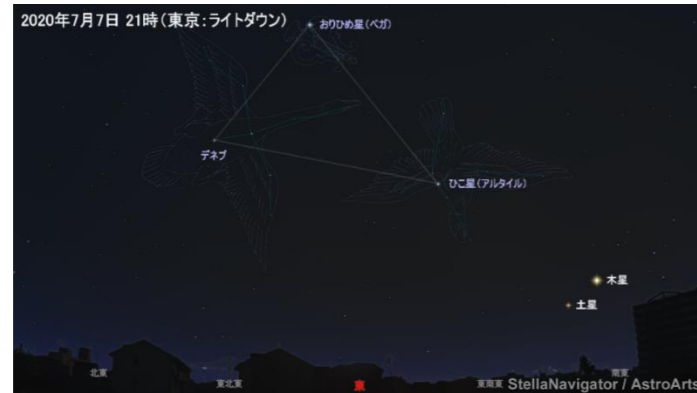 2020年7月7日 21時(東京:ライトダウン)
おりひめ星(ベガ)
デネブ
ひこ星(アルタイル)
木星
土星
北東
東北東
東
東南東
南東
StellaNavigator / AstroArts